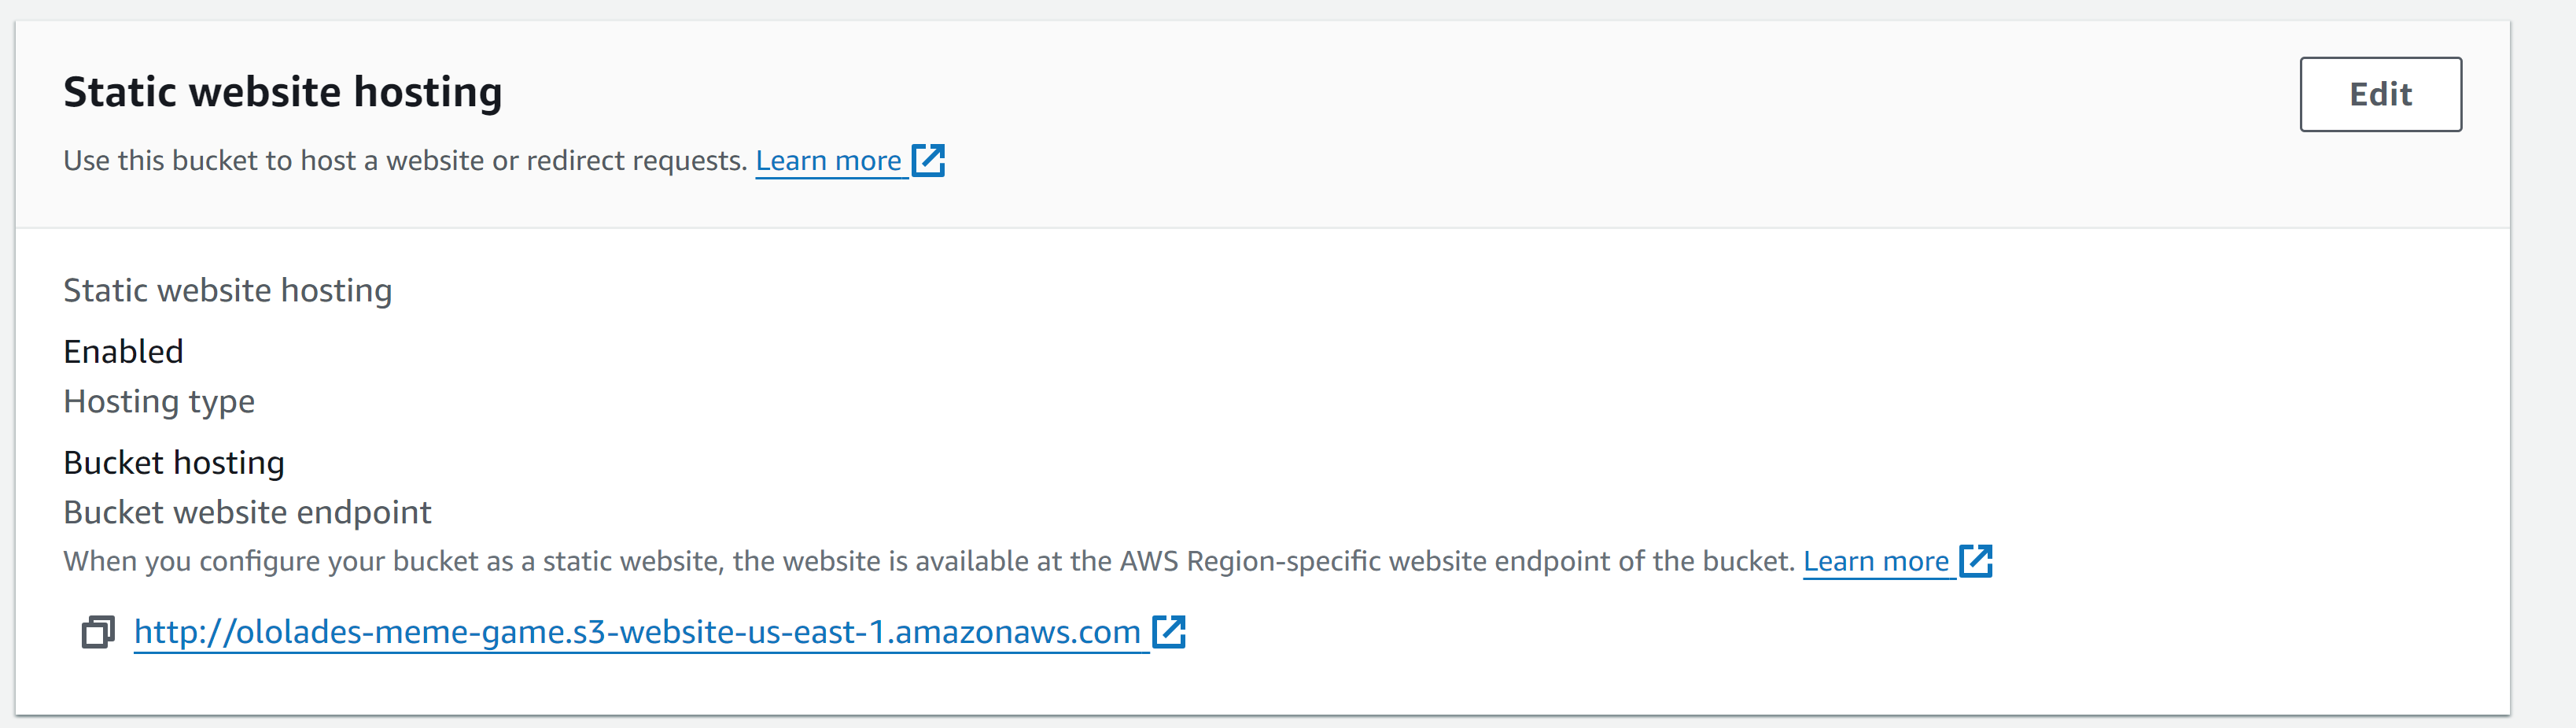 Static website hosting
Edit
Use this bucket to host a website or redirect requests. Learn more
Static website hosting
Enabled
Hosting type
Bucket hosting
Bucket website endpoint
When you configure your bucket as a static website, the website is available at the AWS Region-specific website endpoint of the bucket. Learn more
http://ololades-meme-game.s3-website-us-east-1.amazonaws.com